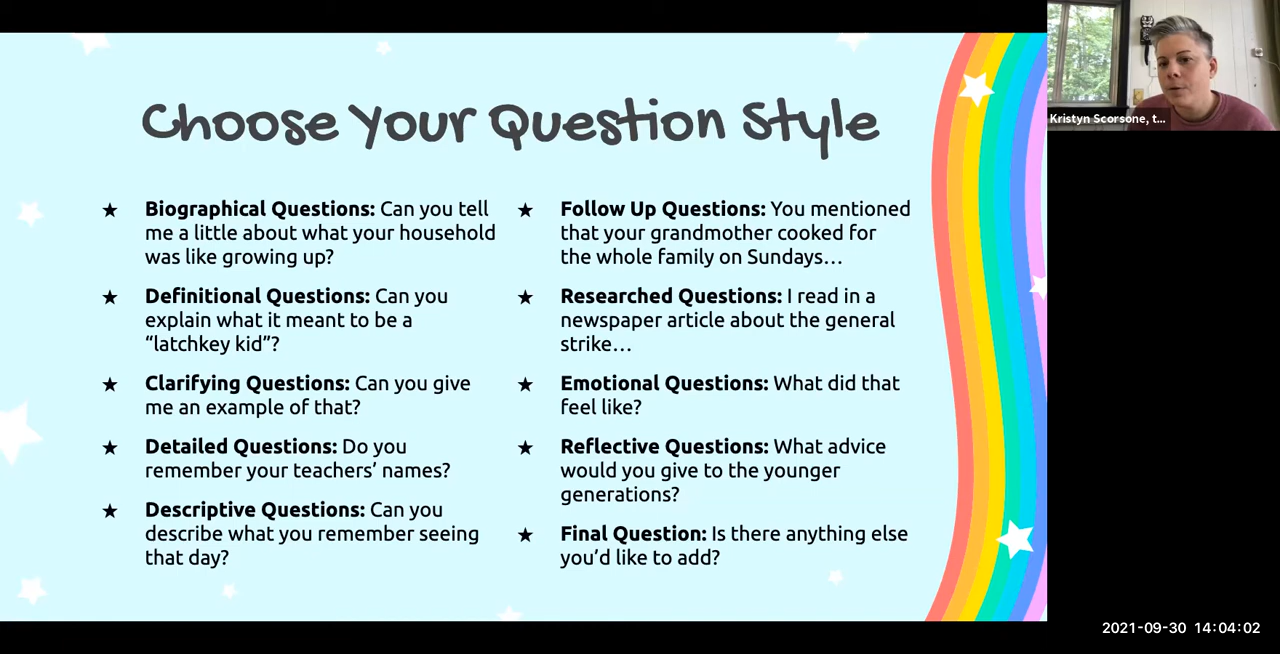 Choose Your Question Style
★ Biographical Questions: Can you tell
me a little about what your household
was like growing up?
★ Definitional Questions: Can you
explain what it meant to be a
“latchkey kid”?
★ Clarifying Questions: Can you give
me an example of that?
★ Detailed Questions: Do you
remember your teachers’ names?
★ Descriptive Questions: Can you
describe what you remember seeing
that day?
★ Follow Up Questions: You mentioned
that your grandmother cooked for
the whole family on Sundays…
★ Researched Questions: I read in a
newspaper article about the general
strike…
★ Emotional Questions: What did that
feel like?
★ Reflective Questions: What advice
would you give to the younger
generations?
★ Final Question: Is there anything else
you’d like to add?
Kristyn Scorsone, t...
2021-09-30 14:04:02